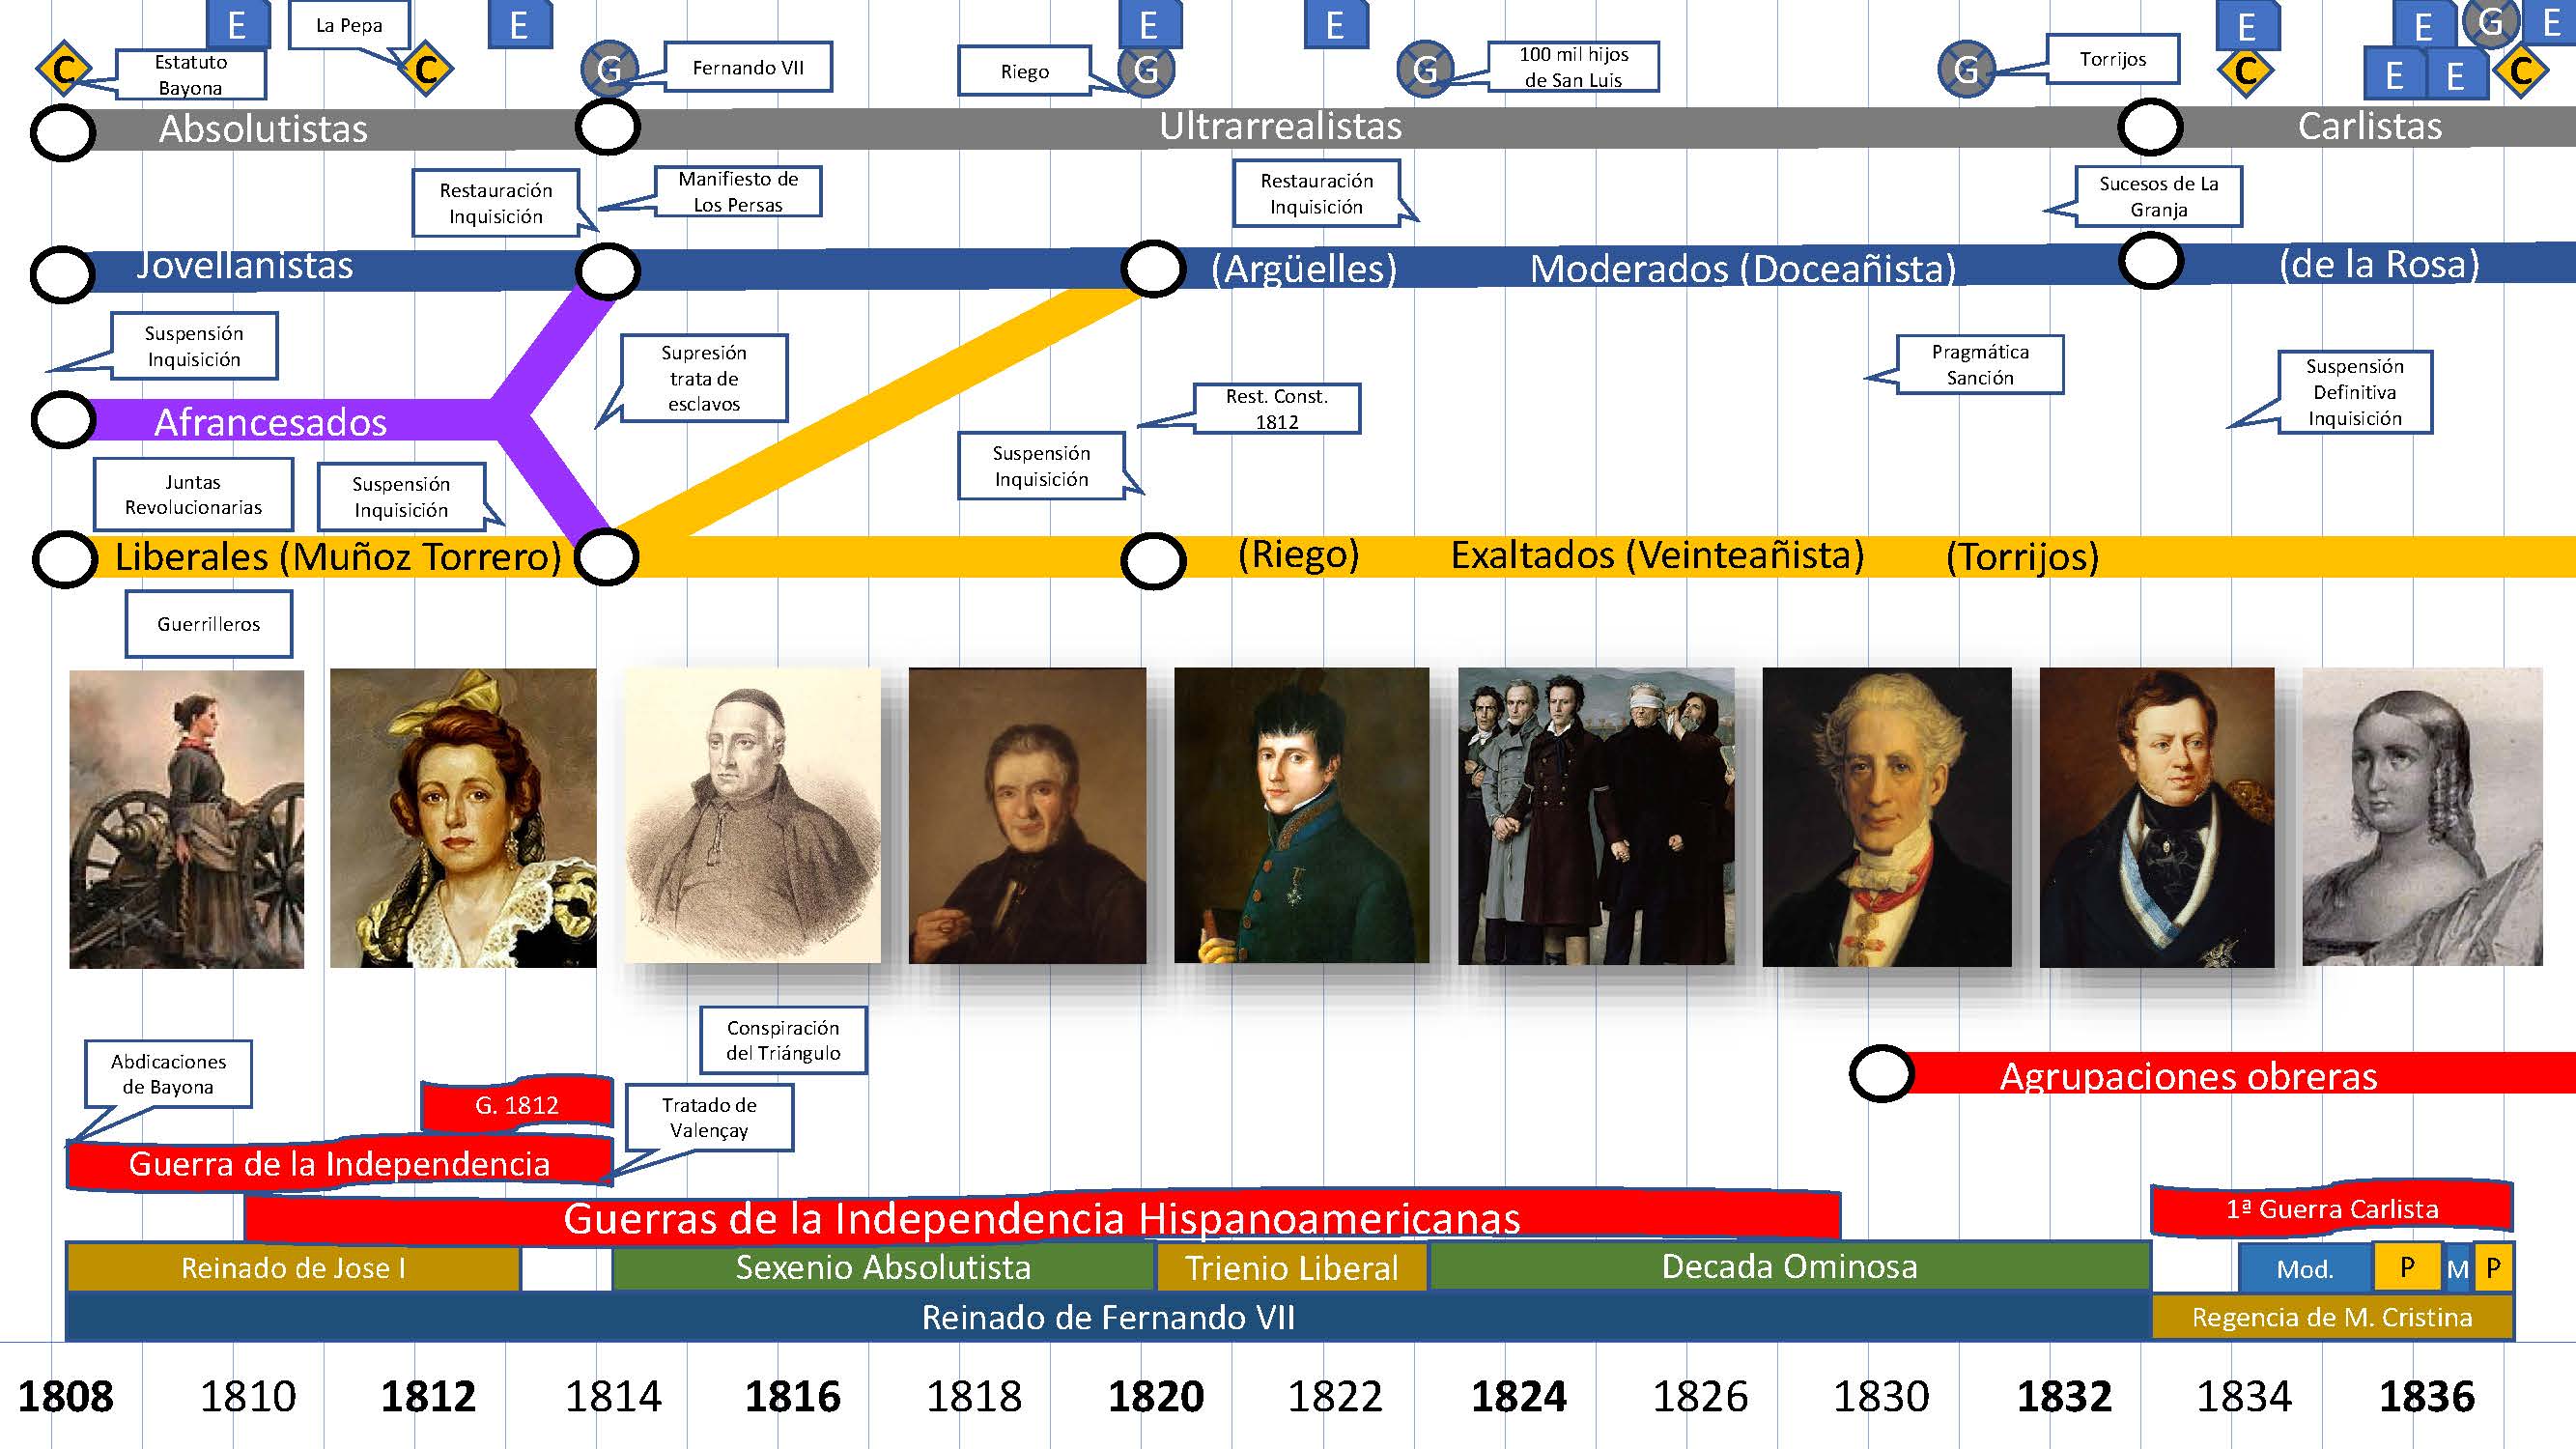 E
La Pepa
E
E
E
E
E
G
E
C
Estatuto
Bayona
C
G
Fernando VII
Riego
G
G
100 mil hijos
de San Luis
G
Torrijos
C
E
E
C
Absolutistas
Ultrarrealistas
Carlistas
Restauración
Inquisición
Manifiesto de
Los Persas
Restauración
Inquisición
Sucesos de La
Granja
Jovellanistas
(Argüelles)
Moderados (Doceañista)
(de la Rosa)
Suspensión
Inquisición
Supresión
trata de
esclavos
Pragmática
Sanción
Suspensión
Definitiva
Inquisición
Rest. Const.
1812
Afrancesados
Suspensión
Inquisición
Juntas
Revolucionarias
Suspensión
Inquisición
Liberales (Muñoz Torrero)
(Riego)
Exaltados (Veinteañista)
(Torrijos)
Guerrilleros
Conspiración
del Triángulo
Abdicaciones
de Bayona
Agrupaciones obreras
G. 1812
Tratado de
Valençay
Guerra de la Independencia
Guerras de la Independencia Hispanoamericanas
1ª Guerra Carlista
Reinado de Jose I
Sexenio Absolutista
Trienio Liberal
Decada Ominosa
Mod.
P
M
P
Reinado de Fernando VII
Regencia de M. Cristina
1808
1810
1812
1814
1816
1818
1820
1822
1824
1826
1830
1832
1834
1836